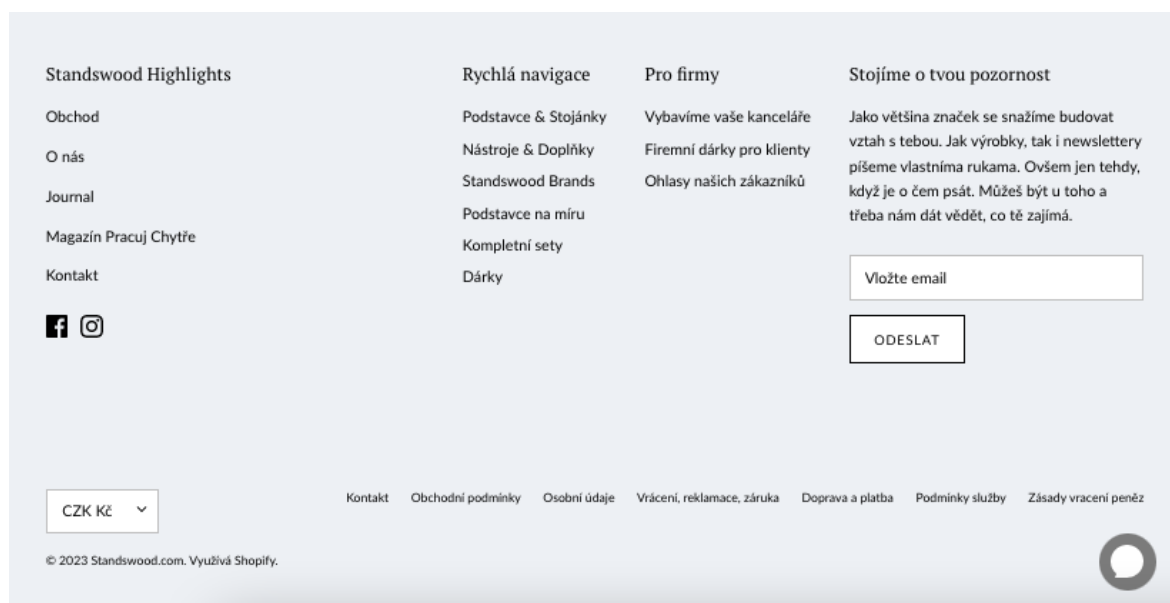 Standswood Highlights
Obchod
O nás
Journal
Magazín Pracuj Chytře
Kontakt
Rychlá navigace
Podstavce & Stojánky
Nástroje & Doplňky
Standswood Brands
Podstavce na míru
Kompletní sety
Dárky
Pro firmy
Vybavíme vaše kanceláře
Firemní dárky pro klienty
Ohlasy našich zákazníků
Stojíme o tvou pozornost
Jako většina značek se snažíme budovat
vztah s tebou. Jak výrobky, tak i newslettery
píšeme vlastníma rukama. Ovšem jen tehdy,
když je o čem psát. Můžeš být u toho a
třeba nám dát vědět, co tě zajímá.
Vložte email
ODESLAT
CZK Kč
Kontakt Obchodní podmínky Osobní údaje Vrácení, reklamace, záruka Doprava a platba Podmínky služby Zásady vracení peněz
© 2023 Standswood.com. Využívá Shopify.